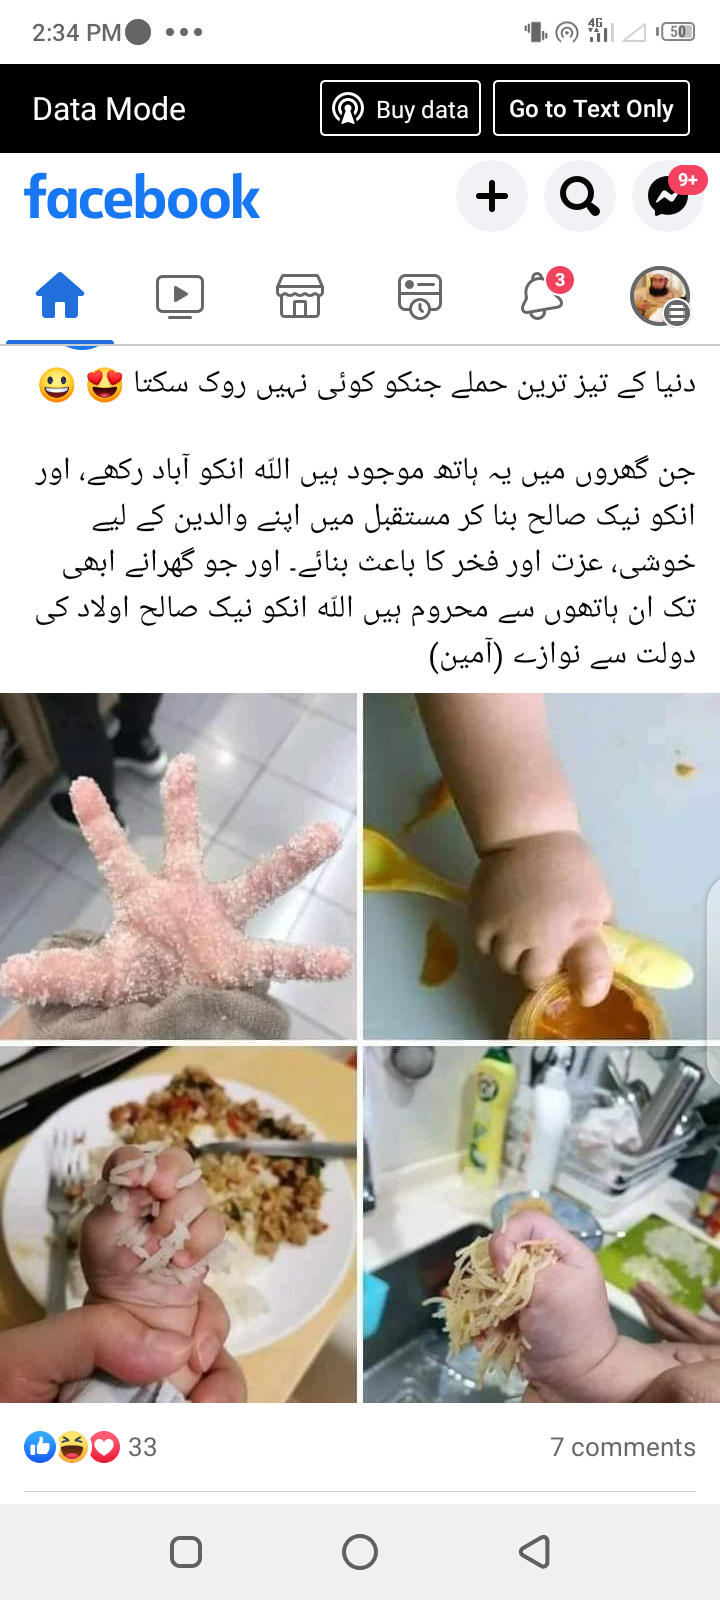 2:34 PM
4G
50
Data Mode
Buy data
Go to Text Only
facebook
9+
3
دنیا کے تیز ترین حملے جنکو کوئی نہیں روک سکتا 😍 😃
جن گھروں میں یہ ہاتھ موجود ہیں اللّٰہ انکو آباد رکھے، اور
انکو نیک صالح بنا کر مستقبل میں اپنے والدین کے لیے
خوشی، عزت اور فخر کا باعث بنائے۔ اور جو گھرانے ابھی
تک ان ہاتھوں سے محروم ہیں اللّٰہ انکو نیک صالح اولاد کی
دولت سے نوازے (آمین)
33
7 comments